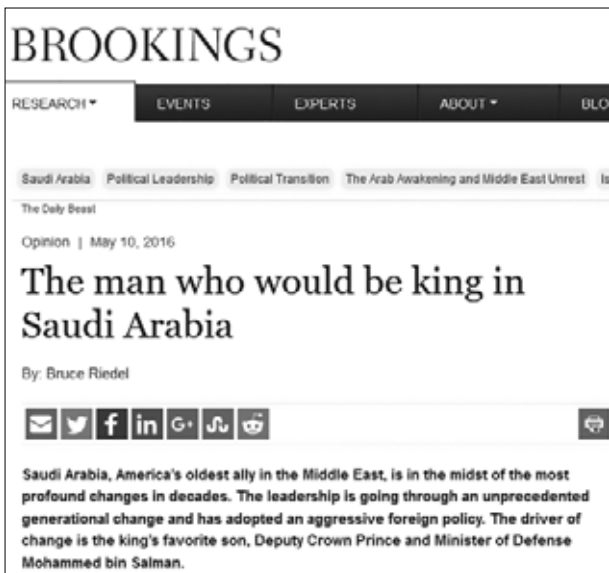 BROOKINGS
RESEARCH EVENTS EXPERTS ABOUT BLO
Saudi Arabia Political Leadership Political Transition The Arab Awakening and Middle East Unrest Is
The Daily Beast
Opinion | May 10, 2016
The man who would be king in
Saudi Arabia
By: Bruce Riedel
f in G+
Saudi Arabia, America's oldest ally in the Middle East, is in the midst of the most
profound changes in decades. The leadership is going through an unprecedented
generational change and has adopted an aggressive foreign policy. The driver of
change is the king's favorite son, Deputy Crown Prince and Minister of Defense
Mohammed bin Salman.